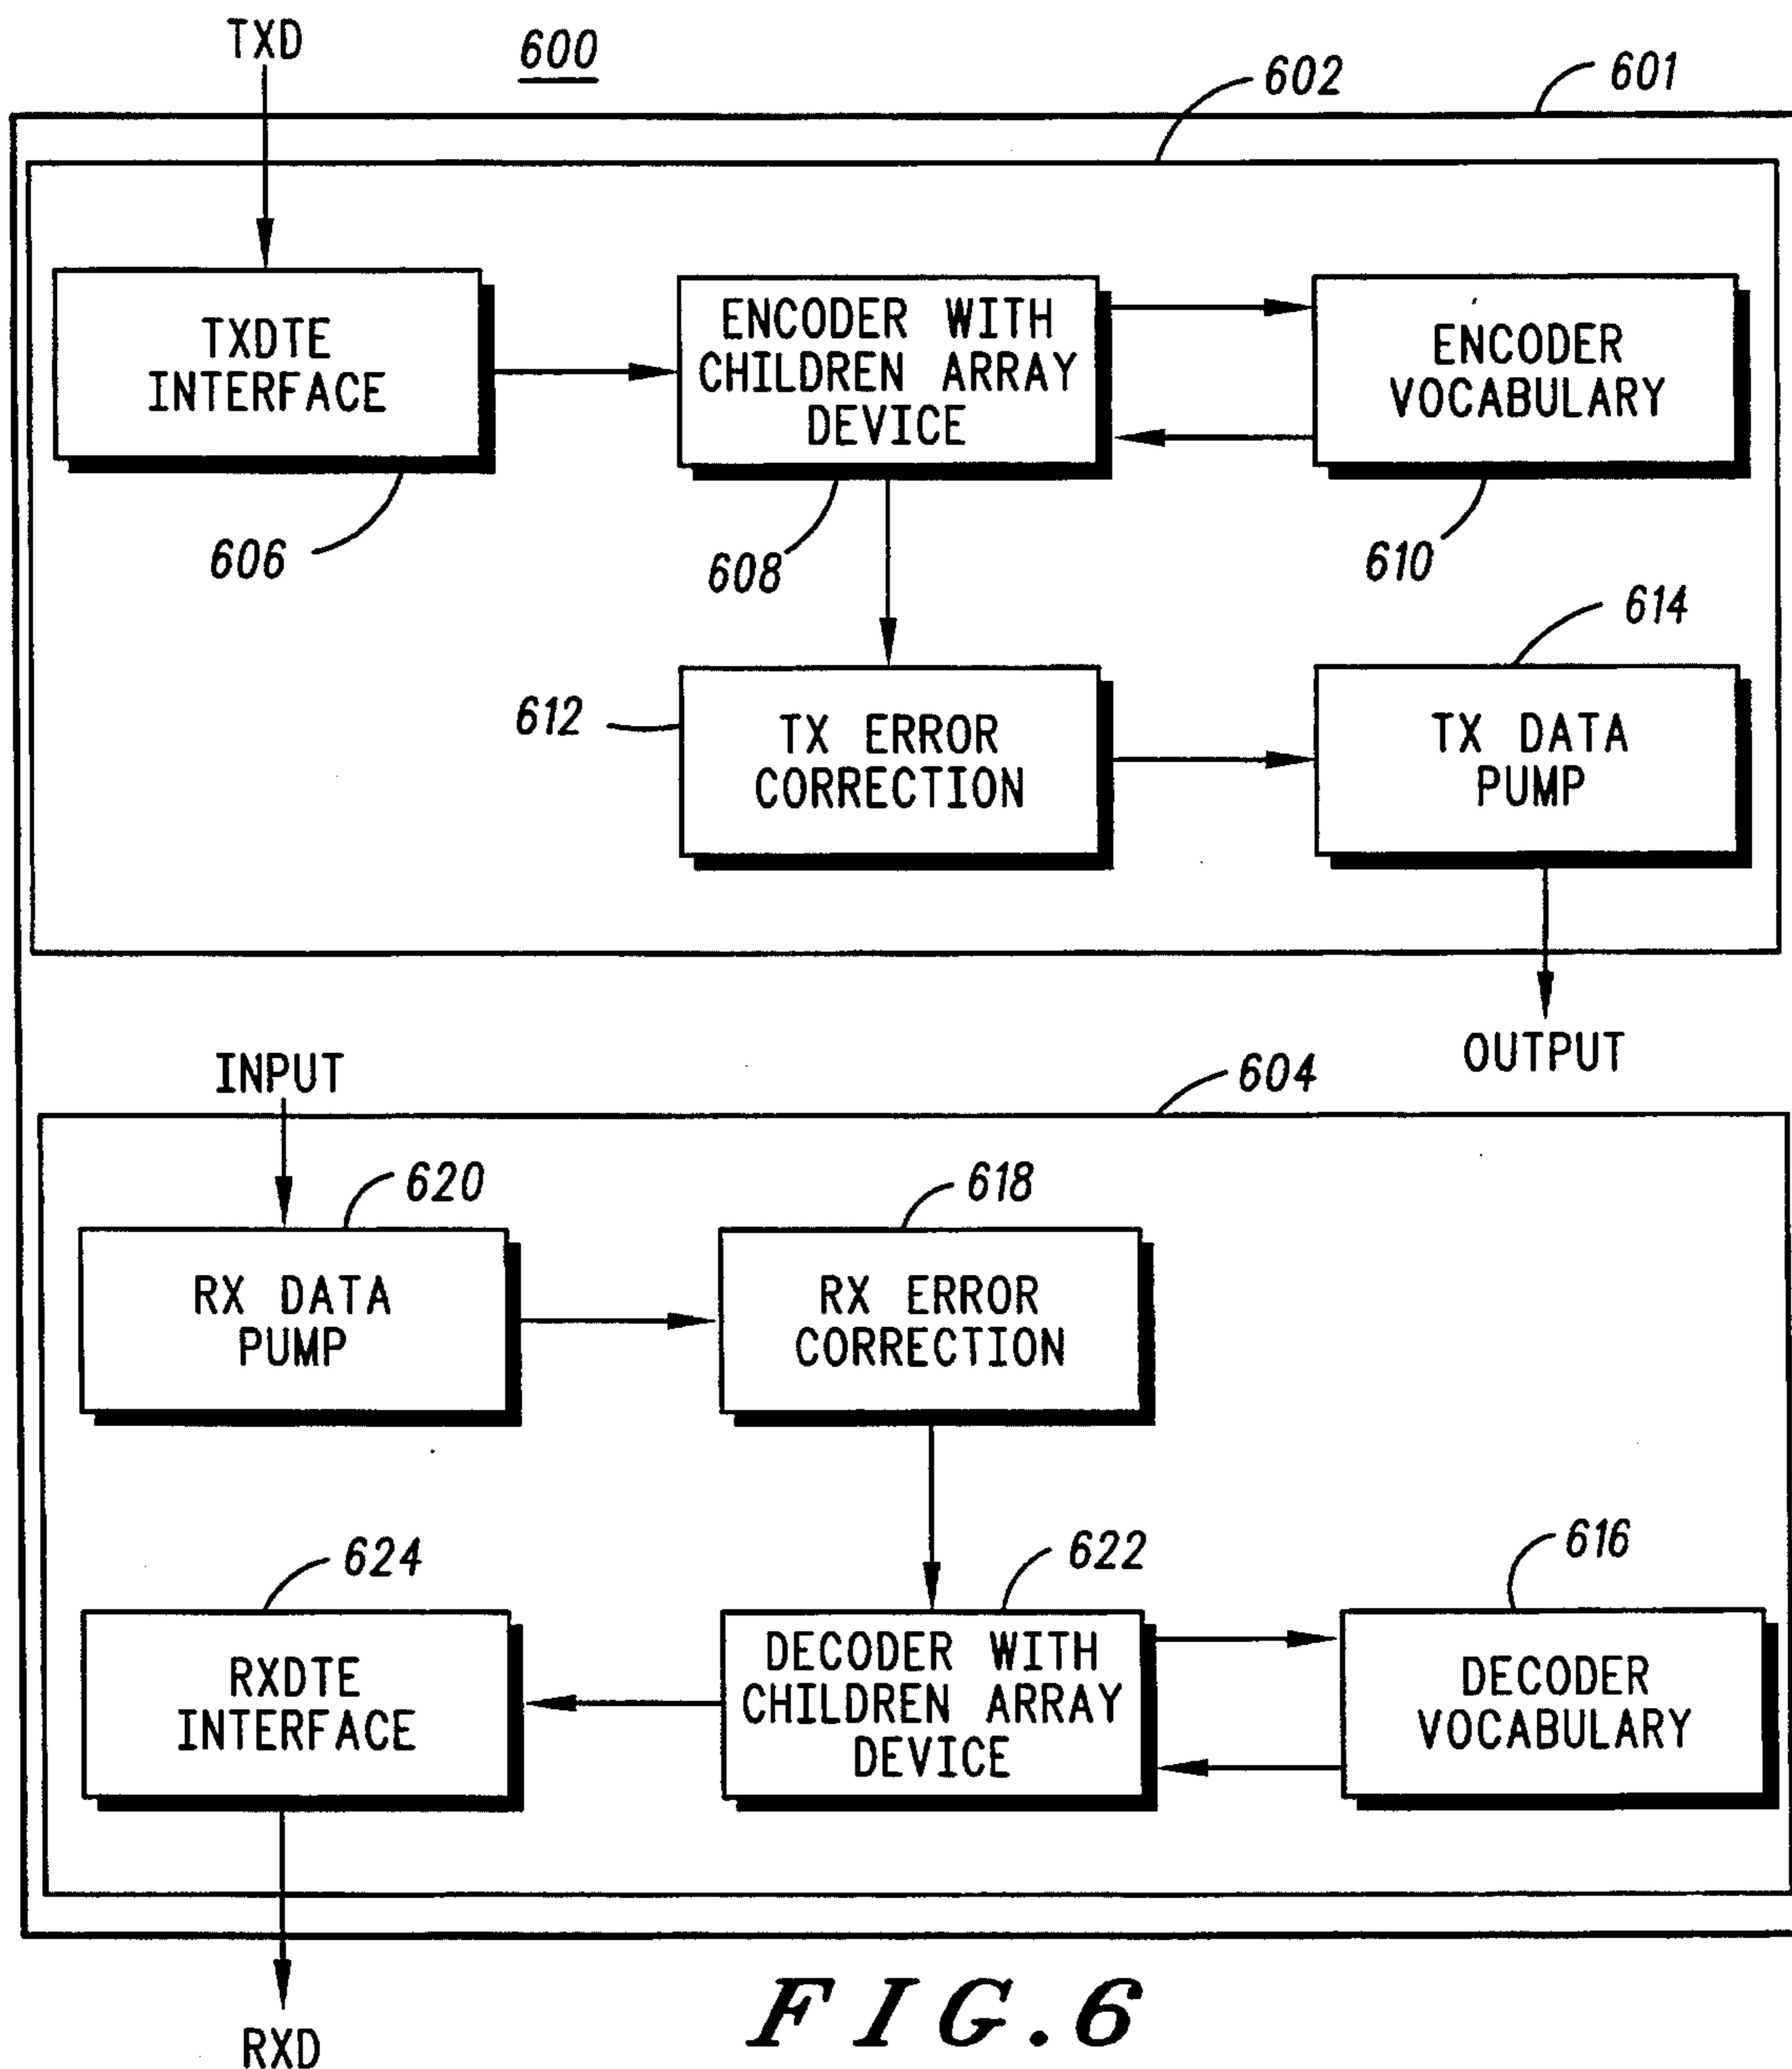 TXD
600
602
601
TXDTE
INTERFACE
ENCODER WITH
CHILDREN ARRAY
DEVICE
ENCODER
VOCABULARY
606
608
610
614
612
TX ERROR
CORRECTION
TX DATA
PUMP
OUTPUT
INPUT
604
620
618
RX DATA
PUMP
RX ERROR
CORRECTION
624
622
616
RXDTE
INTERFACE
DECODER WITH
CHILDREN ARRAY
DEVICE
DECODER
VOCABULARY
RXD
FIG.6